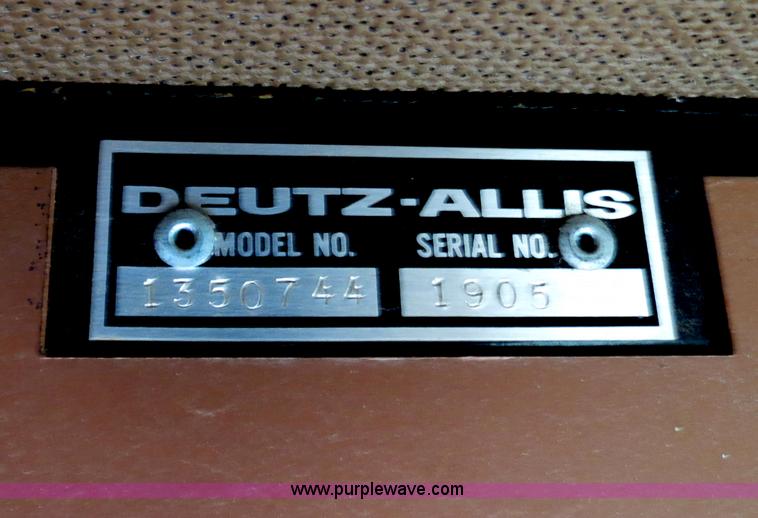 DEUTZ-ALLIS
MODEL NO. SERIAL NO.
1350744 1905
www.purplewave.com